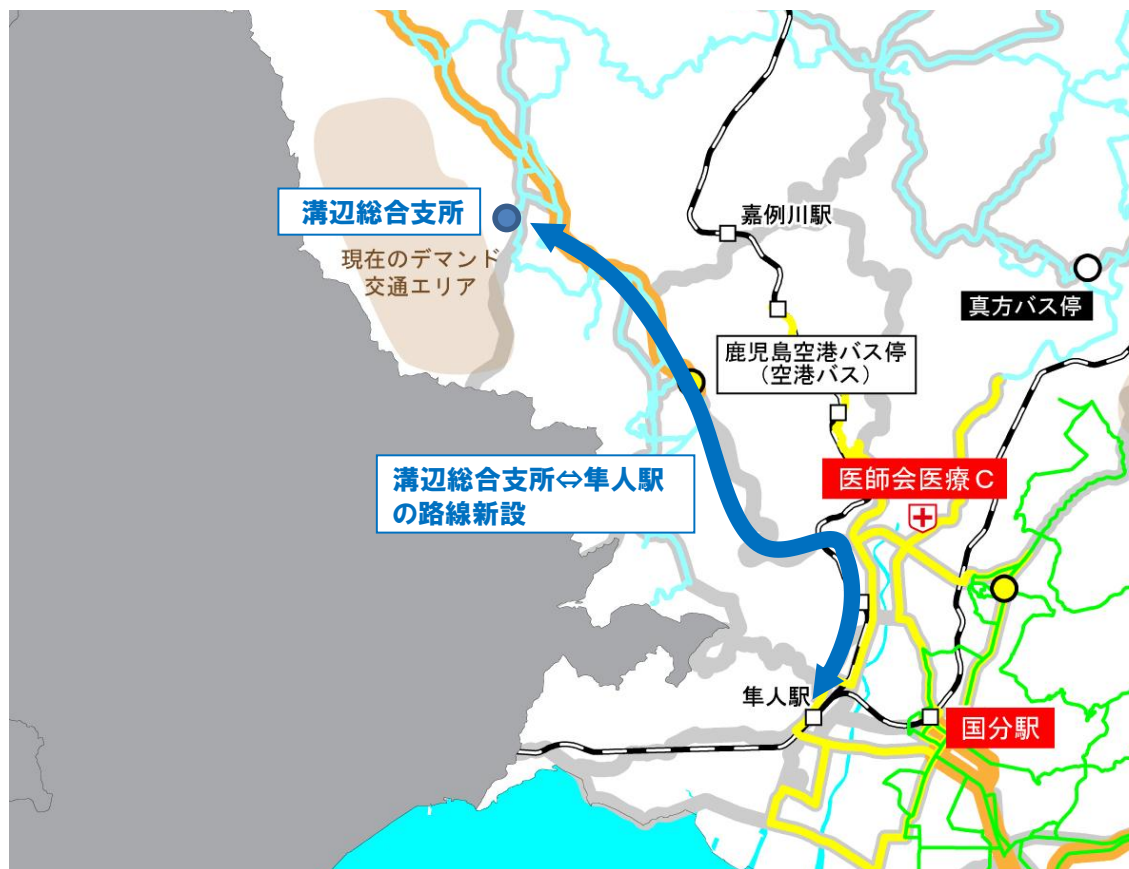 溝辺総合支所
現在のデマンド
交通エリア
嘉例川駅
真方バス停
鹿児島空港バス停
（空港バス）
医師会医療Ｃ
溝辺総合支所⇔隼人駅
の路線新設
隼人駅
国分駅